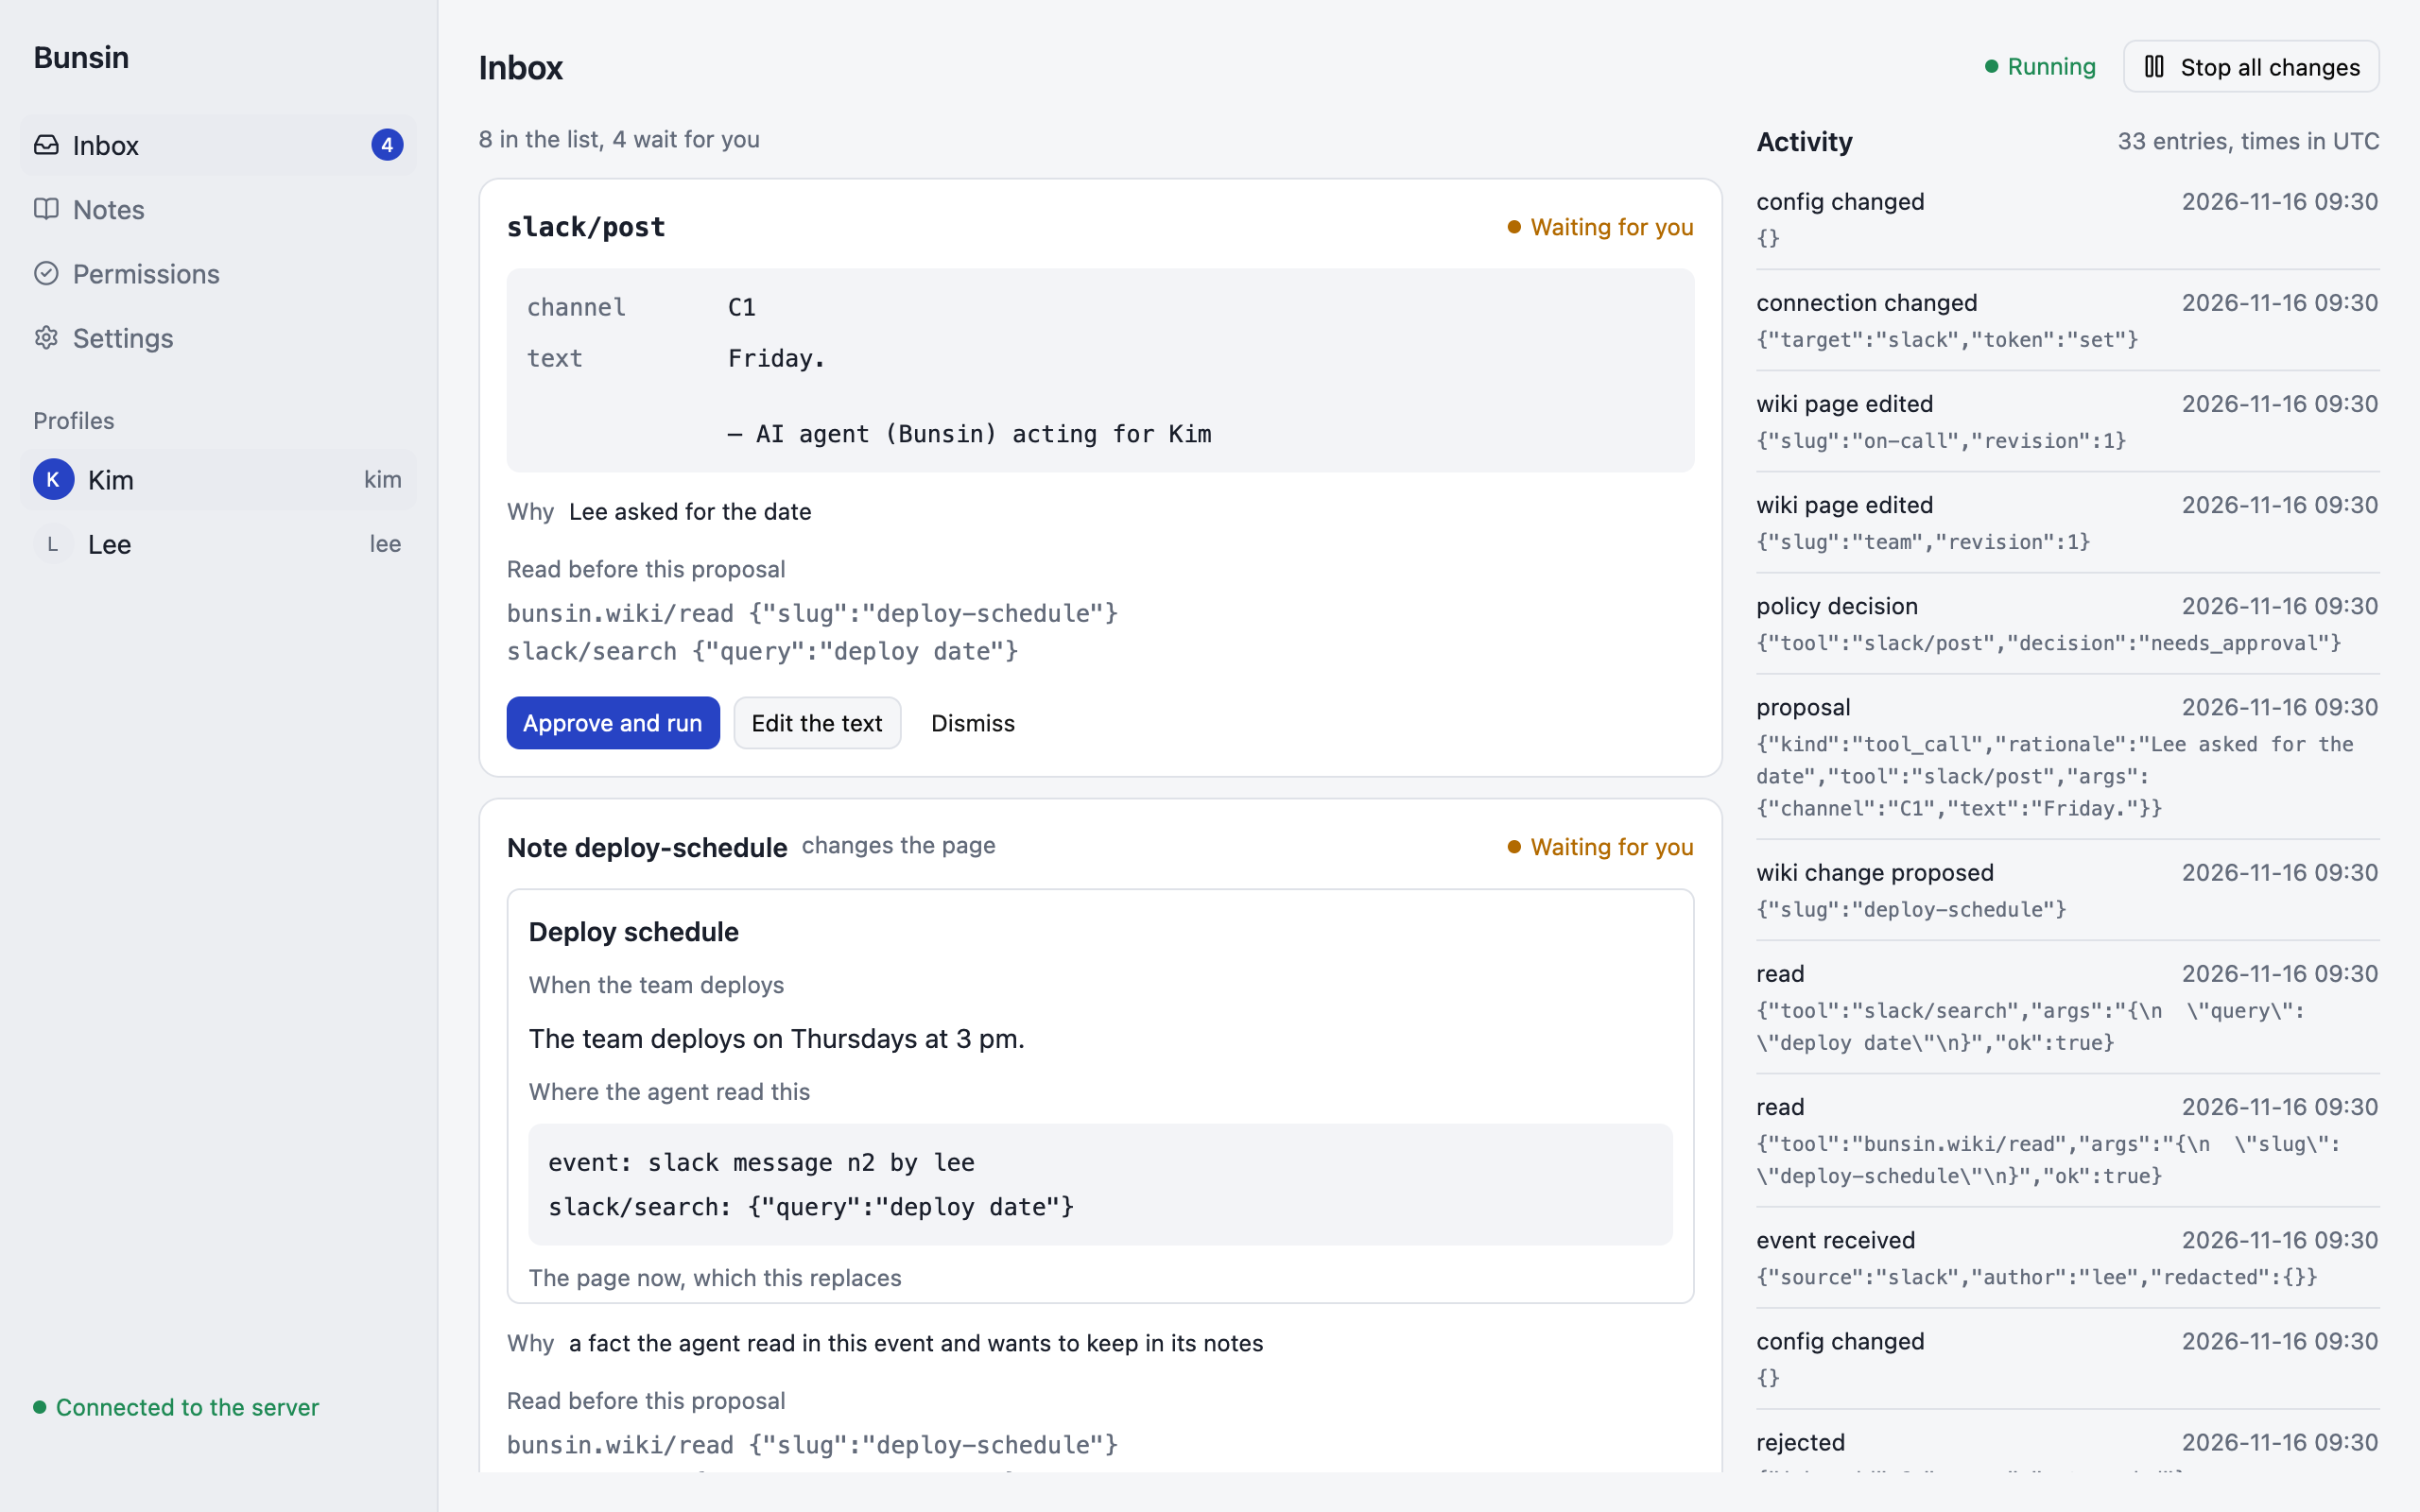 Bunsin
Inbox 4
Notes
Permissions
Settings
Profiles
K Kim kim
L Lee lee
Connected to the server
Inbox
Running
Stop all changes
8 in the list, 4 wait for you
slack/post
Waiting for you
channel C1
text Friday.
— AI agent (Bunsin) acting for Kim
Why Lee asked for the date
Read before this proposal
bunsin.wiki/read {"slug":"deploy-schedule"}
slack/search {"query":"deploy date"}
Approve and run
Edit the text
Dismiss
Note deploy-schedule changes the page
Waiting for you
Deploy schedule
When the team deploys
The team deploys on Thursdays at 3 pm.
Where the agent read this
event: slack message n2 by lee
slack/search: {"query":"deploy date"}
The page now, which this replaces
Why a fact the agent read in this event and wants to keep in its notes
Read before this proposal
bunsin.wiki/read {"slug":"deploy-schedule"}
Activity
33 entries, times in UTC
config changed 2026-11-16 09:30
{}
connection changed 2026-11-16 09:30
{"target":"slack","token":"set"}
wiki page edited 2026-11-16 09:30
{"slug":"on-call","revision":1}
wiki page edited 2026-11-16 09:30
{"slug":"team","revision":1}
policy decision 2026-11-16 09:30
{"tool":"slack/post","decision":"needs_approval"}
proposal 2026-11-16 09:30
{"kind":"tool_call","rationale":"Lee asked for the
date","tool":"slack/post","args":
{"channel":"C1","text":"Friday."}}
wiki change proposed 2026-11-16 09:30
{"slug":"deploy-schedule"}
read 2026-11-16 09:30
{"tool":"slack/search","args":"{\n  \"query\":
\"deploy date\"\n}","ok":true}
read 2026-11-16 09:30
{"tool":"bunsin.wiki/read","args":"{\n  \"slug\":
\"deploy-schedule\"\n}","ok":true}
event received 2026-11-16 09:30
{"source":"slack","author":"lee","redacted":{}}
config changed 2026-11-16 09:30
{}
rejected 2026-11-16 09:30